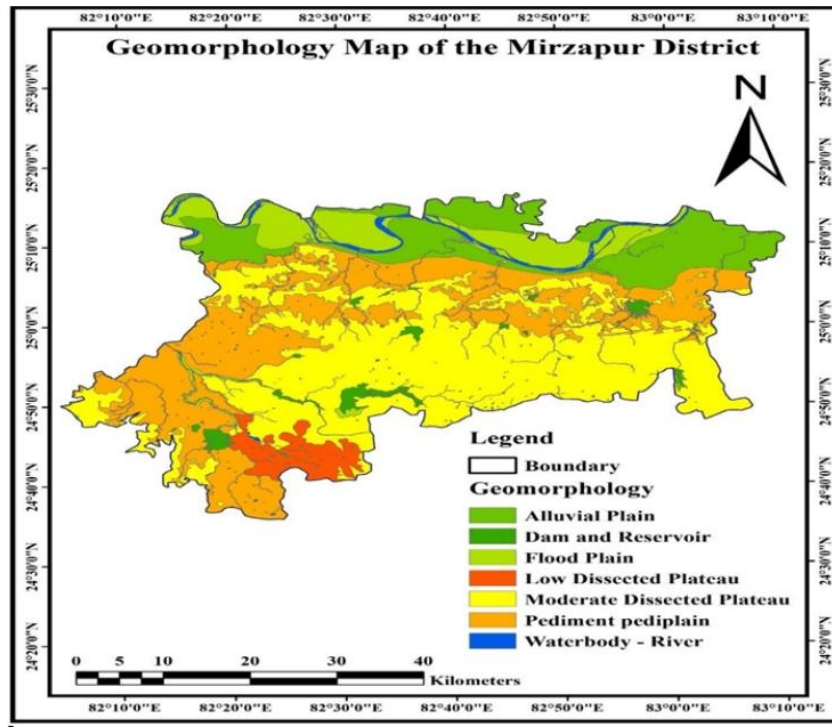 82°10'0"E 82°20'0"E 82°30'0"E 82°40'0"E 82°50'0"E 83°0'0"E 83°10'0"E
Geomorphology Map of the Mirzapur District
N
25°30'0"N
25°20'0"N
25°10'0"N
25°0'0"N
24°50'0"N
24°40'0"N
24°30'0"N
24°20'0"N
25°30'0"N
25°20'0"N
25°10'0"N
25°0'0"N
24°50'0"N
24°40'0"N
24°30'0"N
24°20'0"N
Legend
Boundary
Geomorphology
Alluvial Plain
Dam and Reservoir
Flood Plain
Low Dissected Plateau
Moderate Dissected Plateau
Pediment pediplain
Waterbody - River
0 5 10 20 30 40
Kilometers
82°10'0"E 82°20'0"E 82°30'0"E 82°40'0"E 82°50'0"E 83°0'0"E 83°10'0"E